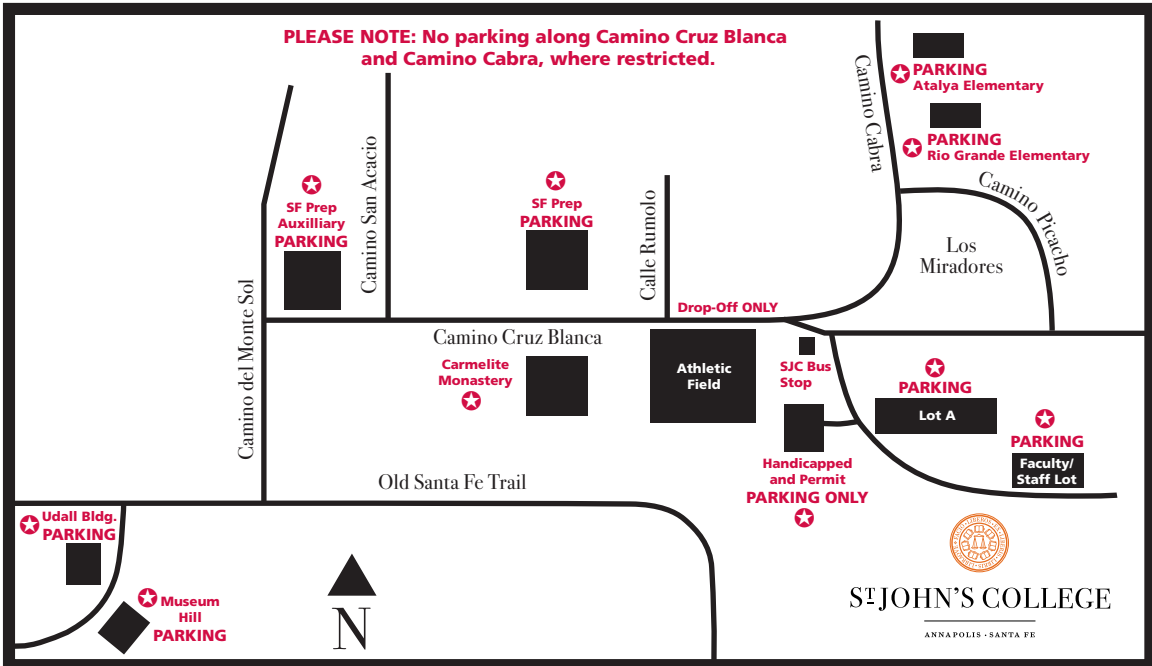 PLEASE NOTE: No parking along Camino Cruz Blanca
and Camino Cabra, where restricted.
PARKING
Atalya Elementary
PARKING
Rio Grande Elementary
Camino Cabra
Camino Picacho
Los
Miradores
Camino San Acacio
SF Prep
Auxilliary
PARKING
SF Prep
PARKING
Calle Rumolo
Drop-Off ONLY
Camino del Monte Sol
Camino Cruz Blanca
Carmelite
Monastery
Athletic
Field
SJC Bus
Stop
PARKING
Lot A
PARKING
Faculty/
Staff Lot
Handicapped
and Permit
PARKING ONLY
Old Santa Fe Trail
Udall Bldg.
PARKING
Museum
Hill
PARKING
N
ST JOHN'S COLLEGE
ANNAPOLIS · SANTA FE